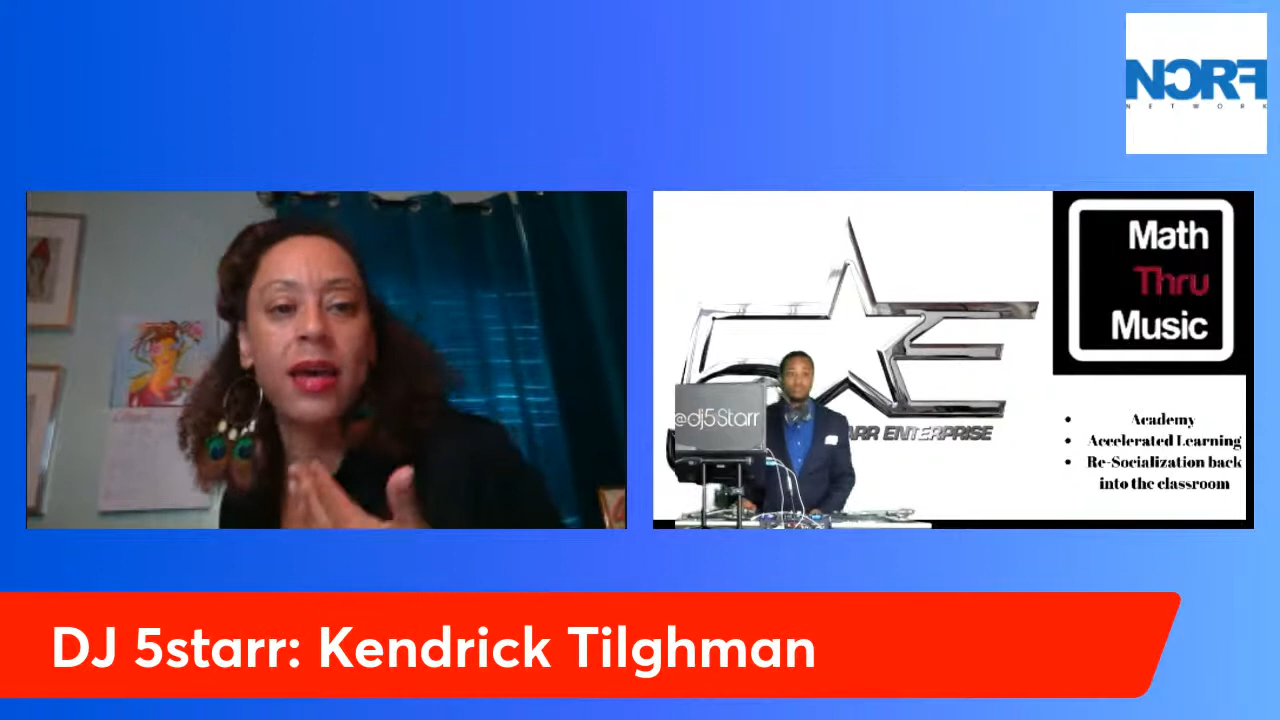 NORF
NETWORK
Math
Thru
Music
@dj5Starr
ARR ENTERPRISE
• Academy
• Accelerated Learning
• Re-Socialization back
into the classroom
DJ 5starr: Kendrick Tilghman